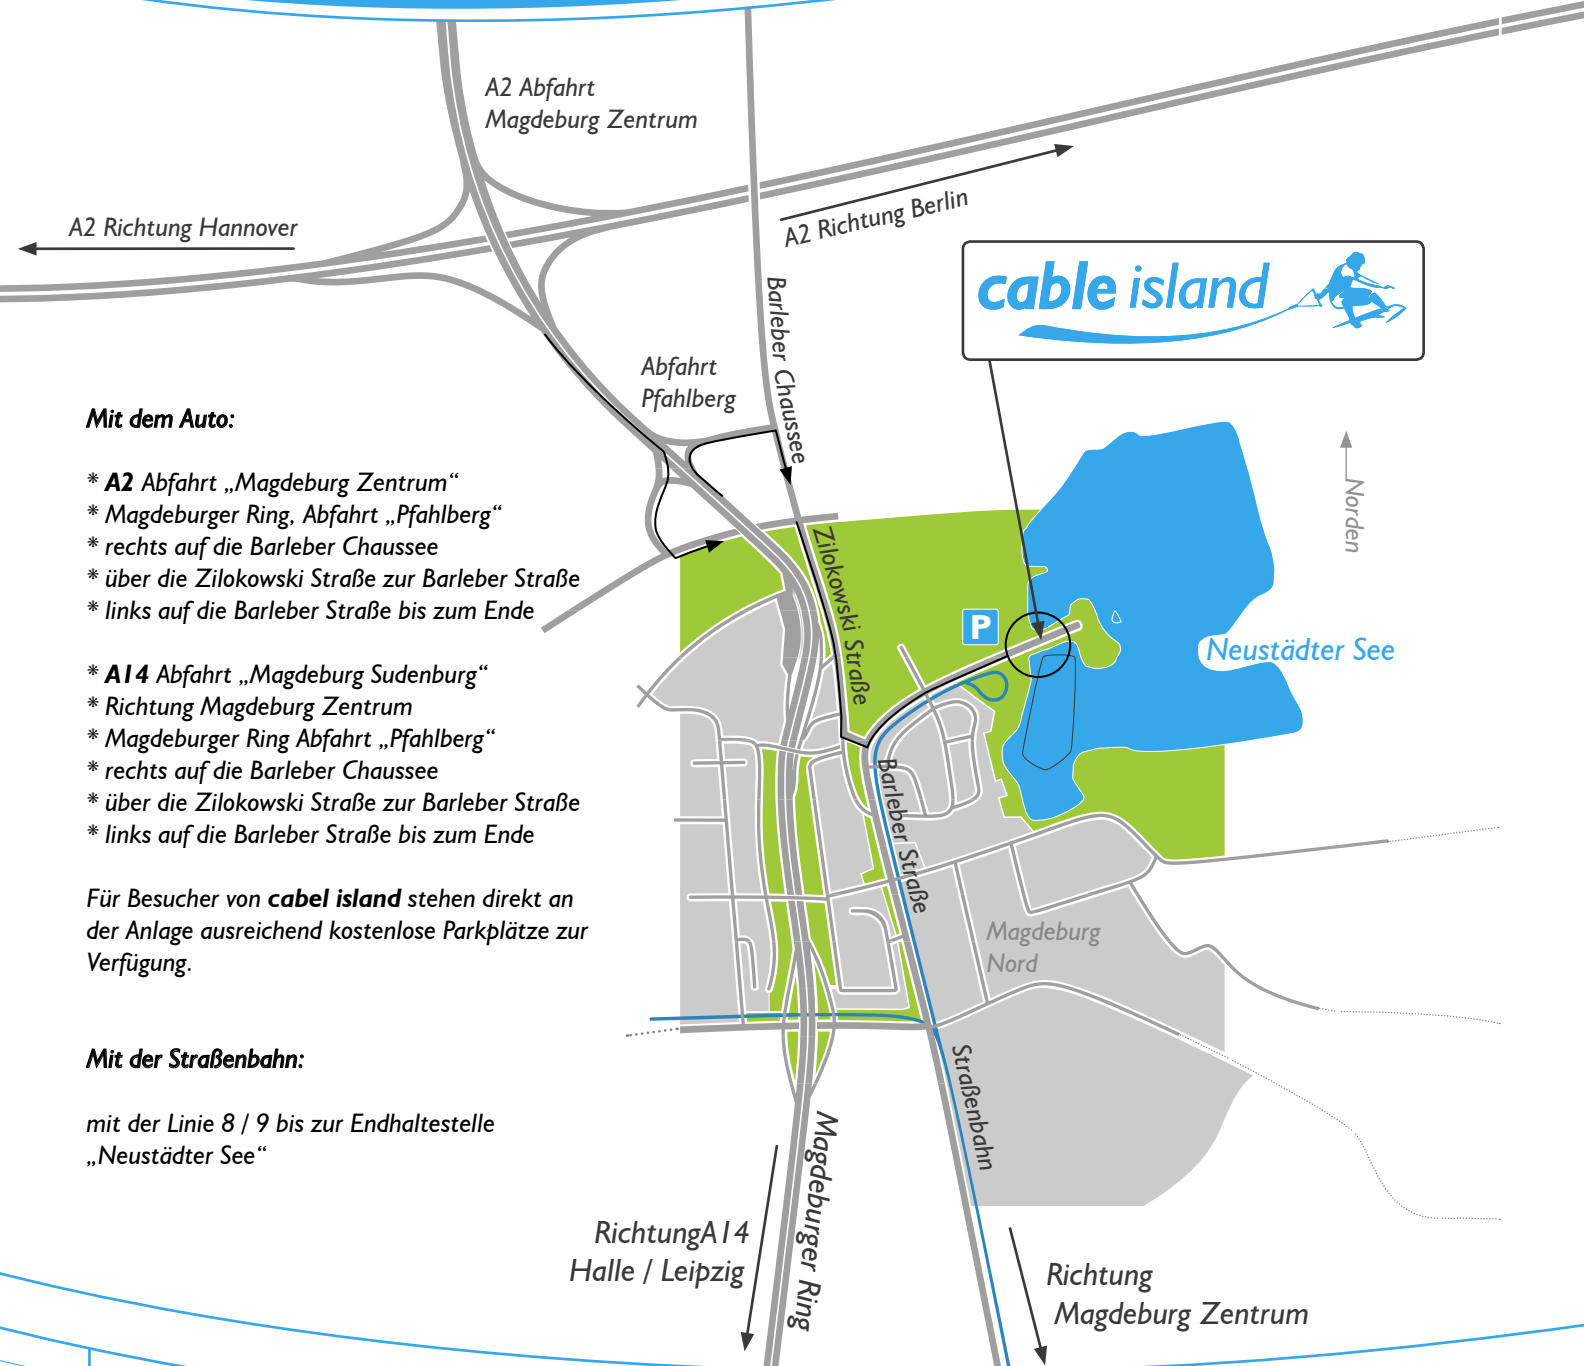 A2 Abfahrt
Magdeburg Zentrum
A2 Richtung Hannover
A2 Richtung Berlin
cable island
Barleber Chaussee
Abfahrt
Pfahlberg
Norden
Zilokowski Straße
P
Neustädter See
Barleber Straße
Magdeburg
Nord
Straßenbahn
Magdeburger Ring
RichtungA14
Halle / Leipzig
Richtung
Magdeburg Zentrum
Mit dem Auto:
* A2 Abfahrt „Magdeburg Zentrum“
* Magdeburger Ring, Abfahrt „Pfahlberg“
* rechts auf die Barleber Chaussee
* über die Zilokowski Straße zur Barleber Straße
* links auf die Barleber Straße bis zum Ende
* A14 Abfahrt „Magdeburg Sudenburg“
* Richtung Magdeburg Zentrum
* Magdeburger Ring Abfahrt „Pfahlberg“
* rechts auf die Barleber Chaussee
* über die Zilokowski Straße zur Barleber Straße
* links auf die Barleber Straße bis zum Ende
Für Besucher von cabel island stehen direkt an
der Anlage ausreichend kostenlose Parkplätze zur
Verfügung.
Mit der Straßenbahn:
mit der Linie 8 / 9 bis zur Endhaltestelle
„Neustädter See“